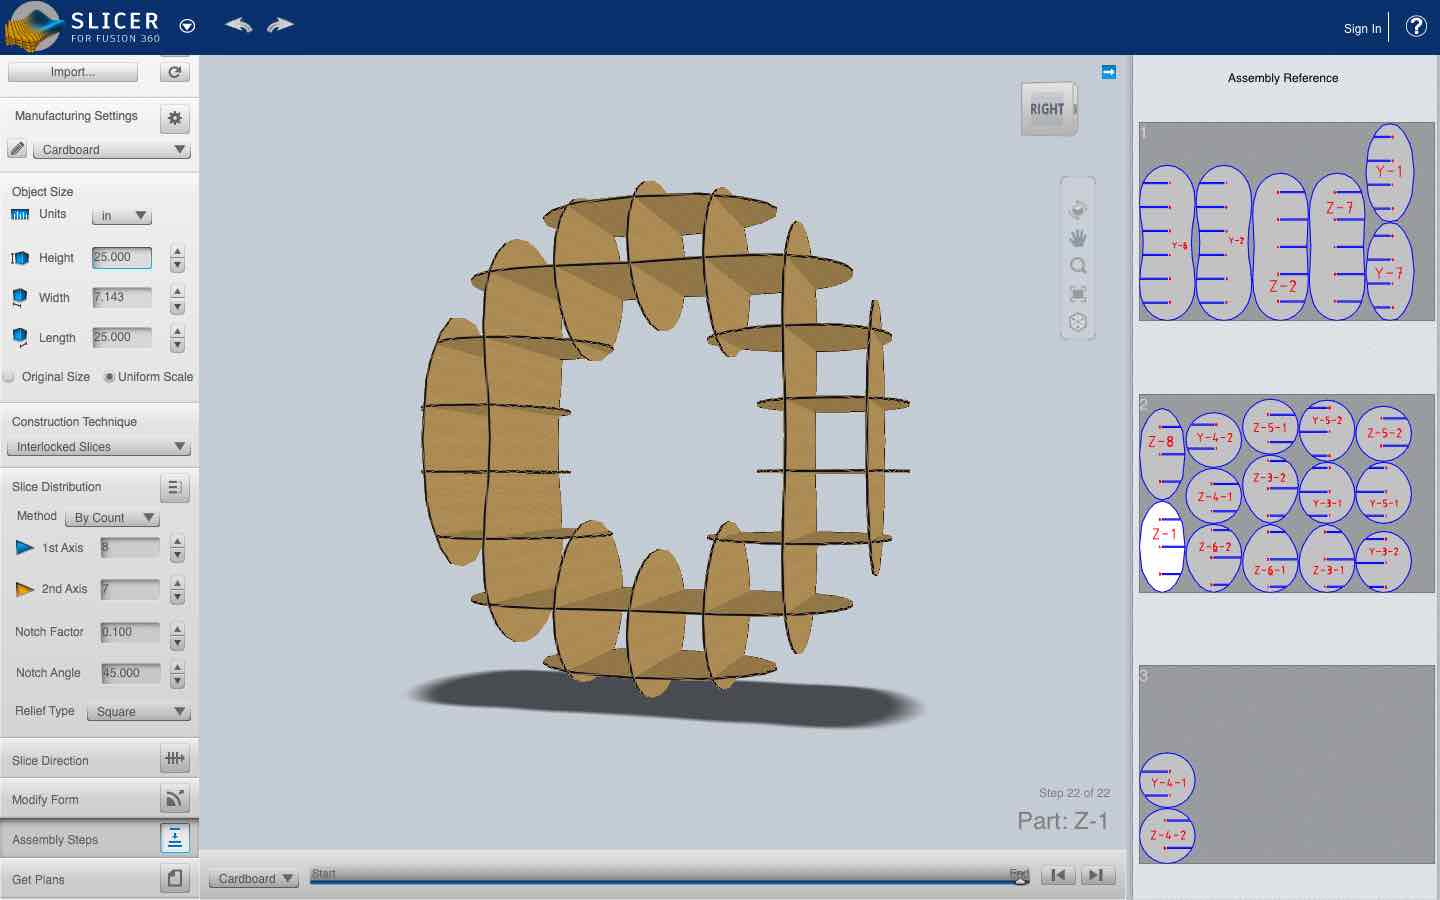 SLICER
FOR FUSION 360
Sign In
?
Import...
Manufacturing Settings
Cardboard
Object Size
Units
in
Height
25.000
Width
7.143
Length
25.000
Original Size
Uniform Scale
Construction Technique
Interlocked Slices
Slice Distribution
Method
By Count
1st Axis
8
2nd Axis
7
Notch Factor
0.100
Notch Angle
45.000
Relief Type
Square
Slice Direction
Modify Form
Assembly Steps
Get Plans
RIGHT
Step 22 of 22
Part: Z-1
Cardboard
Start
End
Assembly Reference
1
Y-1
Y-6
Y-2
Z-2
Z-7
Y-7
2
Z-8
Y-4-2
Z-5-1
Y-5-2
Z-5-2
Z-4-1
Z-3-2
Y-3-1
Y-5-1
Z-1
Z-6-2
Z-6-1
Z-3-1
Y-3-2
3
Y-4-1
Z-4-2